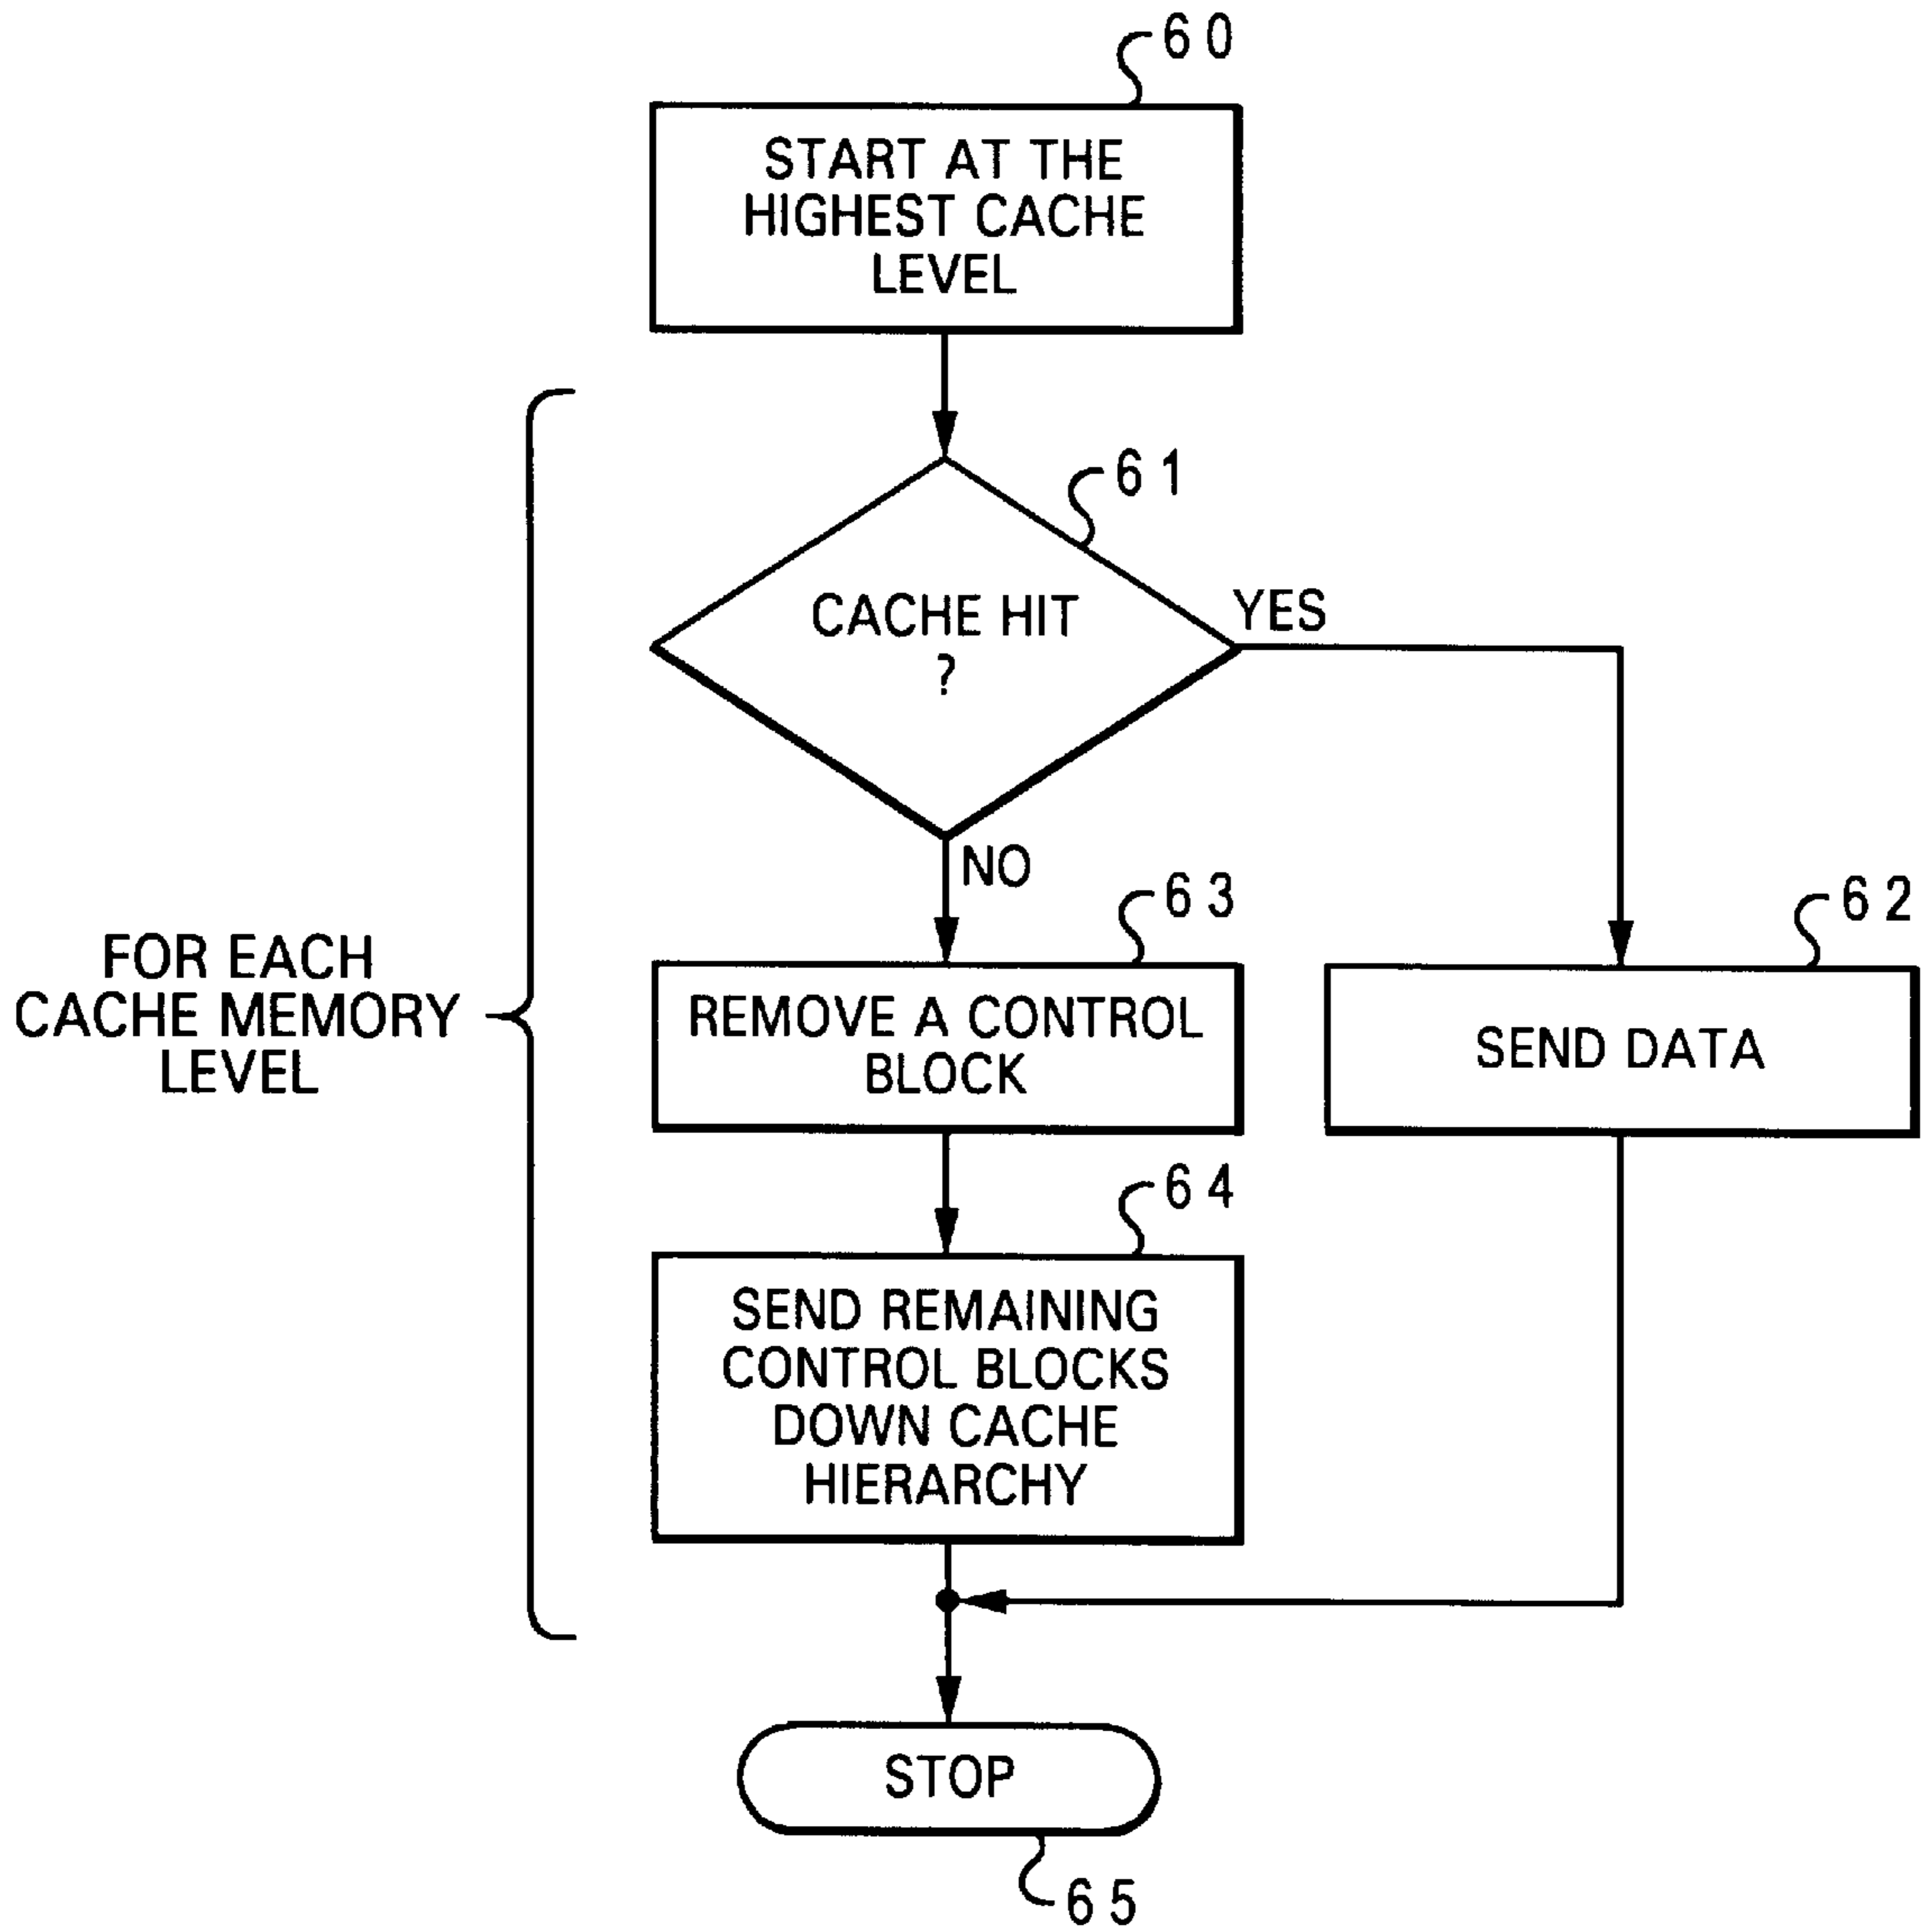 60
START AT THE
HIGHEST CACHE
LEVEL
61
CACHE HIT
?
YES
NO
63
REMOVE A CONTROL
BLOCK
62
SEND DATA
FOR EACH
CACHE MEMORY
LEVEL
64
SEND REMAINING
CONTROL BLOCKS
DOWN CACHE
HIERARCHY
STOP
65